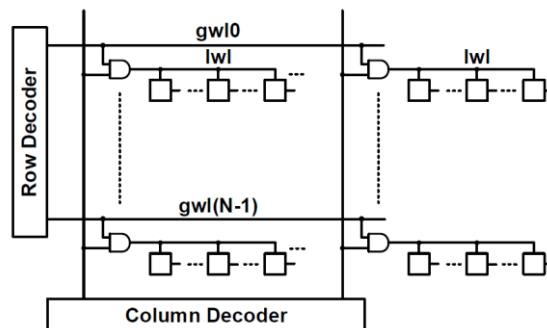 gwl0
lwl
lwl
Row Decoder
gwl(N-1)
Column Decoder